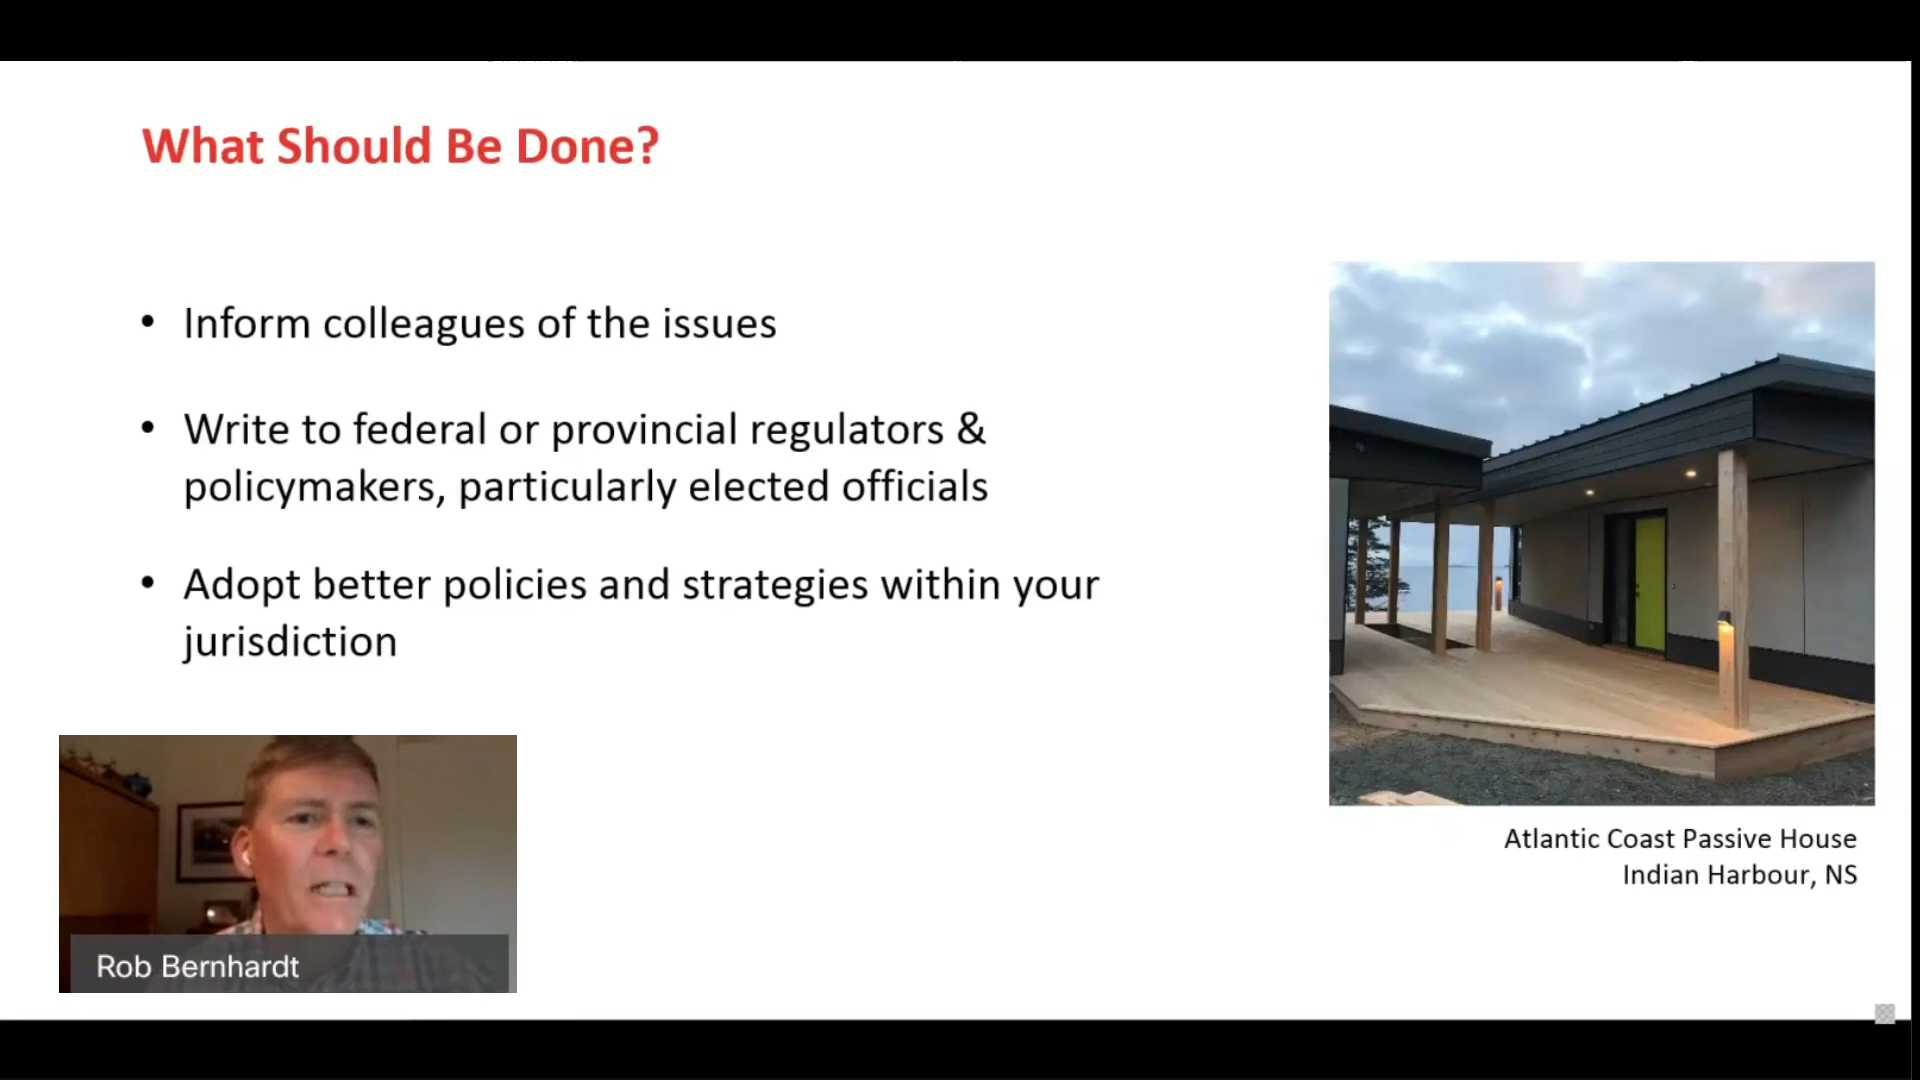 What Should Be Done?
• Inform colleagues of the issues
• Write to federal or provincial regulators &
policymakers, particularly elected officials
• Adopt better policies and strategies within your
jurisdiction
Atlantic Coast Passive House
Indian Harbour, NS
Rob Bernhardt